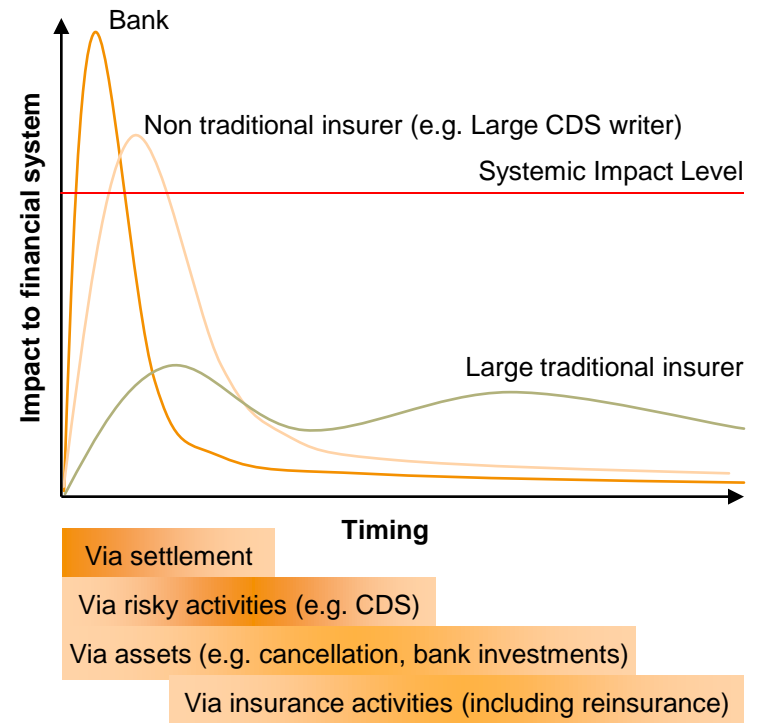 Bank
Non traditional insurer (e.g. Large CDS writer)
Systemic Impact Level
Impact to financial system
Large traditional insurer
Timing
Via settlement
Via risky activities (e.g. CDS)
Via assets (e.g. cancellation, bank investments)
Via insurance activities (including reinsurance)